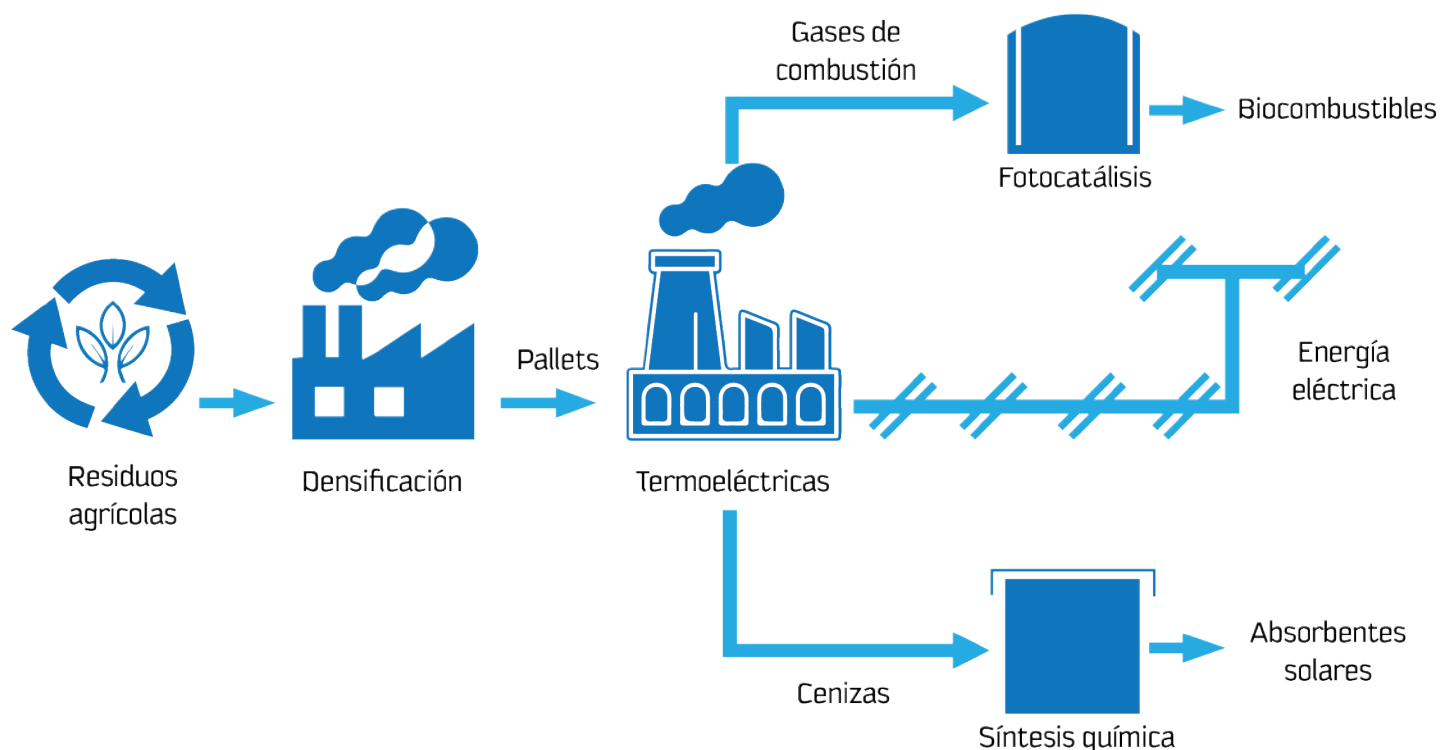 Gases de
combustión
Biocombustibles
Fotocatálisis
Pallets
Energía
eléctrica
Residuos
agrícolas
Densificación
Termoeléctricas
Cenizas
Absorbentes
solares
Síntesis química